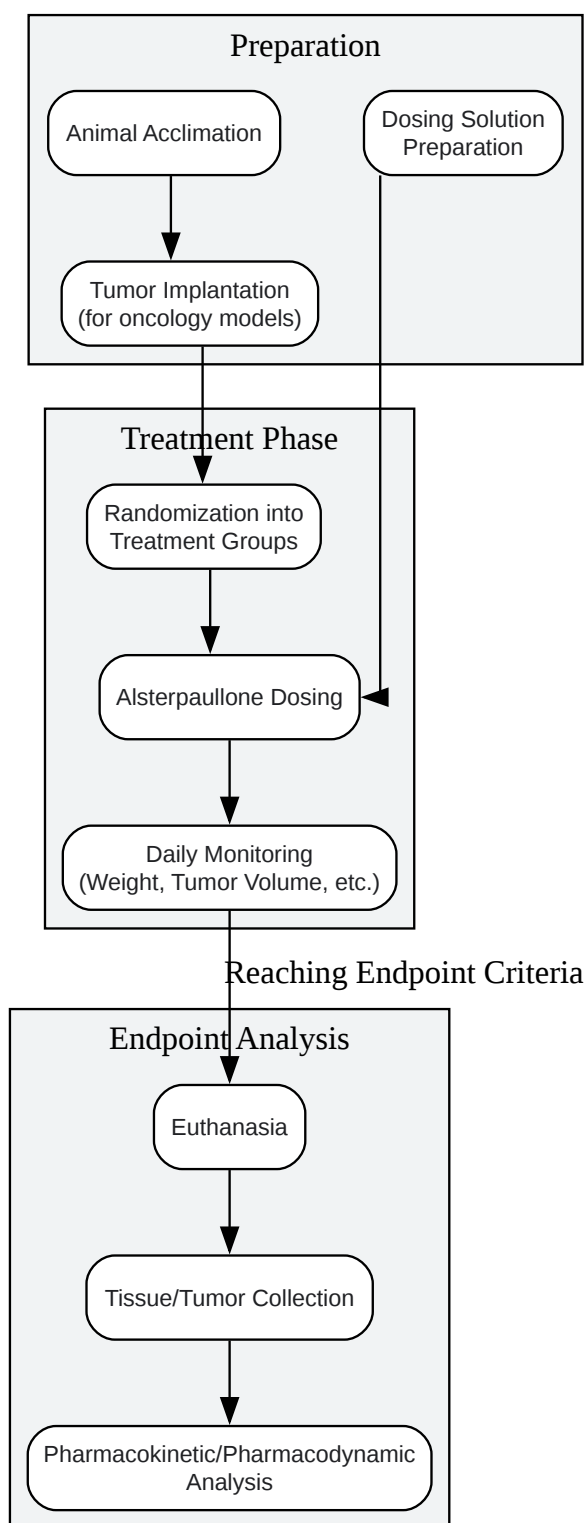 Preparation
Animal Acclimation
Dosing Solution
Preparation
Tumor Implantation
(for oncology models)
Treatment Phase
Randomization into
Treatment Groups
Alsterpaullone Dosing
Daily Monitoring
(Weight, Tumor Volume, etc.)
Reaching Endpoint Criteria
Endpoint Analysis
Euthanasia
Tissue/Tumor Collection
Pharmacokinetic/Pharmacodynamic
Analysis